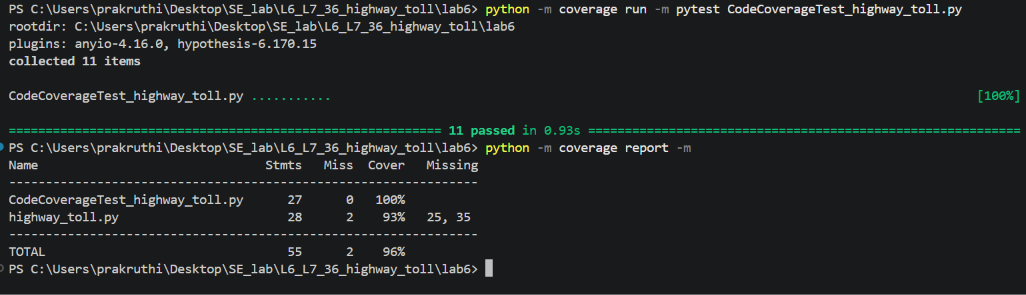 PS C:\Users\prakruthi\Desktop\SE_lab\L6_L7_36_highway_toll\lab6> python -m coverage run -m pytest CodeCoverageTest_highway_toll.py
rootdir: C:\Users\prakruthi\Desktop\SE_lab\L6_L7_36_highway_toll\lab6
plugins: anyio-4.16.0, hypothesis-6.170.15
collected 11 items
CodeCoverageTest_highway_toll.py ........... [100%]
=========================================================== 11 passed in 0.93s ===========================================================
PS C:\Users\prakruthi\Desktop\SE_lab\L6_L7_36_highway_toll\lab6> python -m coverage report -m
Name Stmts Miss Cover Missing
-----------------------------------------------------------------
CodeCoverageTest_highway_toll.py 27 0 100%
highway_toll.py 28 2 93% 25, 35
-----------------------------------------------------------------
TOTAL 55 2 96%
PS C:\Users\prakruthi\Desktop\SE_lab\L6_L7_36_highway_toll\lab6>